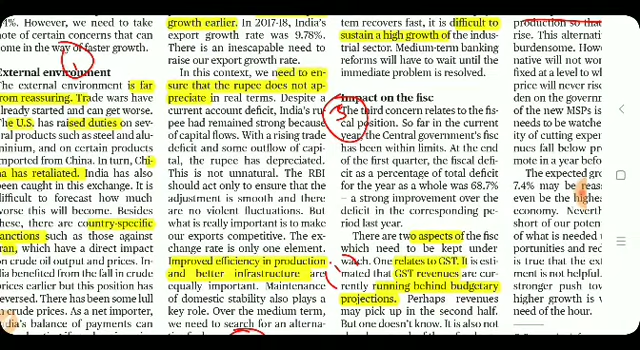 4%. However, we need to take
note of certain concerns that can
come in the way of faster growth.
External environment
The external environment is far
from reassuring. Trade wars have
already started and can get worse.
The U.S. has raised duties on sev-
eral products such as steel and alu-
minium, and on certain products
imported from China. In turn, Chi-
na has retaliated. India has also
been caught in this exchange. It is
difficult to forecast how much
worse this will become. Besides
these, there are country-specific
sanctions such as those against
Iran, which have a direct impact
on crude oil output and prices. In-
dia benefited from the fall in crude
prices earlier but this position has
reversed. There has been some lull
in crude prices. As a net importer,
India's balance of payments can
growth earlier. In 2017-18, India's
export growth rate was 9.78%.
There is an inescapable need to
raise our export growth rate.
In this context, we need to en-
sure that the rupee does not ap-
preciate in real terms. Despite a
current account deficit, India's ru-
pee had remained strong because
of capital flows. With a rising trade
deficit and some outflow of capi-
tal, the rupee has depreciated.
This is not unnatural. The RBI
should act only to ensure that the
adjustment is smooth and there
are no violent fluctuations. But
what is really important is to make
our exports competitive. The ex-
change rate is only one element.
Improved efficiency in production
and better infrastructure are
equally important. Maintenance
of domestic stability also plays a
key role. Over the medium term,
we need to search for an alterna-
tem recovers fast, it is difficult to
sustain a high growth of the indus-
trial sector. Medium-term banking
reforms will have to wait until the
immediate problem is resolved.
Impact on the fisc
The third concern relates to the fis-
cal position. So far in the current
year, the Central government's fisc
has been within limits. At the end
of the first quarter, the fiscal defi-
cit as a percentage of total deficit
for the year as a whole was 68.7%
– a strong improvement over the
deficit in the corresponding pe-
riod last year.
There are two aspects of the fisc
which need to be kept under
watch. One relates to GST. It is esti-
mated that GST revenues are cur-
rently running behind budgetary
projections. Perhaps revenues
may pick up in the second half.
But one doesn't know. It is also not
production so that
rise. This alternati
burdensome. Howe
native will not wor
fixed at a level to wh
price will never rise
den on the governm
of the new MSPs is
needs to be watche
ity of cutting expen
nues fall below pre
mote in a year befo
The expected gr
7.4% may be reas
even be the highe
economy. Neverth
short of our poten
of what is needed
portunities and rec
is true that the ext
ment is not helpful.
stronger push tow
higher growth is v
need of the hour.
1
3